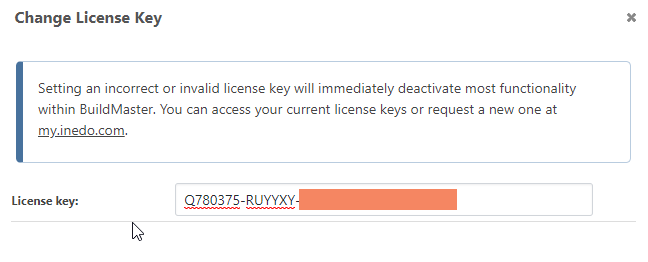 Change License Key
Setting an incorrect or invalid license key will immediately deactivate most functionality
within BuildMaster. You can access your current license keys or request a new one at
my.inedo.com.
License key: Q780375-RUYYXY-